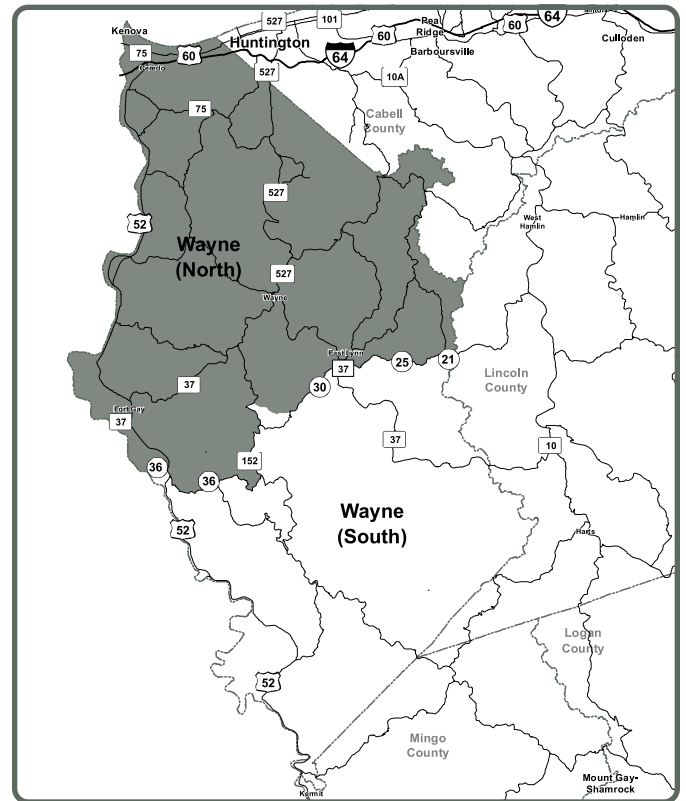 Kenova
527
101
Pea
Ridge
60
64
Culloden
75
60
Huntington
64
60
Barboursville
Ceredo
527
10A
75
Cabell
County
527
52
West
Hamlin
Hamlin
Wayne
(North)
527
Wayne
East Lynn
37
25
21
30
Lincoln
County
37
Fort Gay
37
37
10
152
36
36
Wayne
(South)
52
Harts
Logan
County
52
Mingo
County
Mount Gay-
Shamrock
Kermit